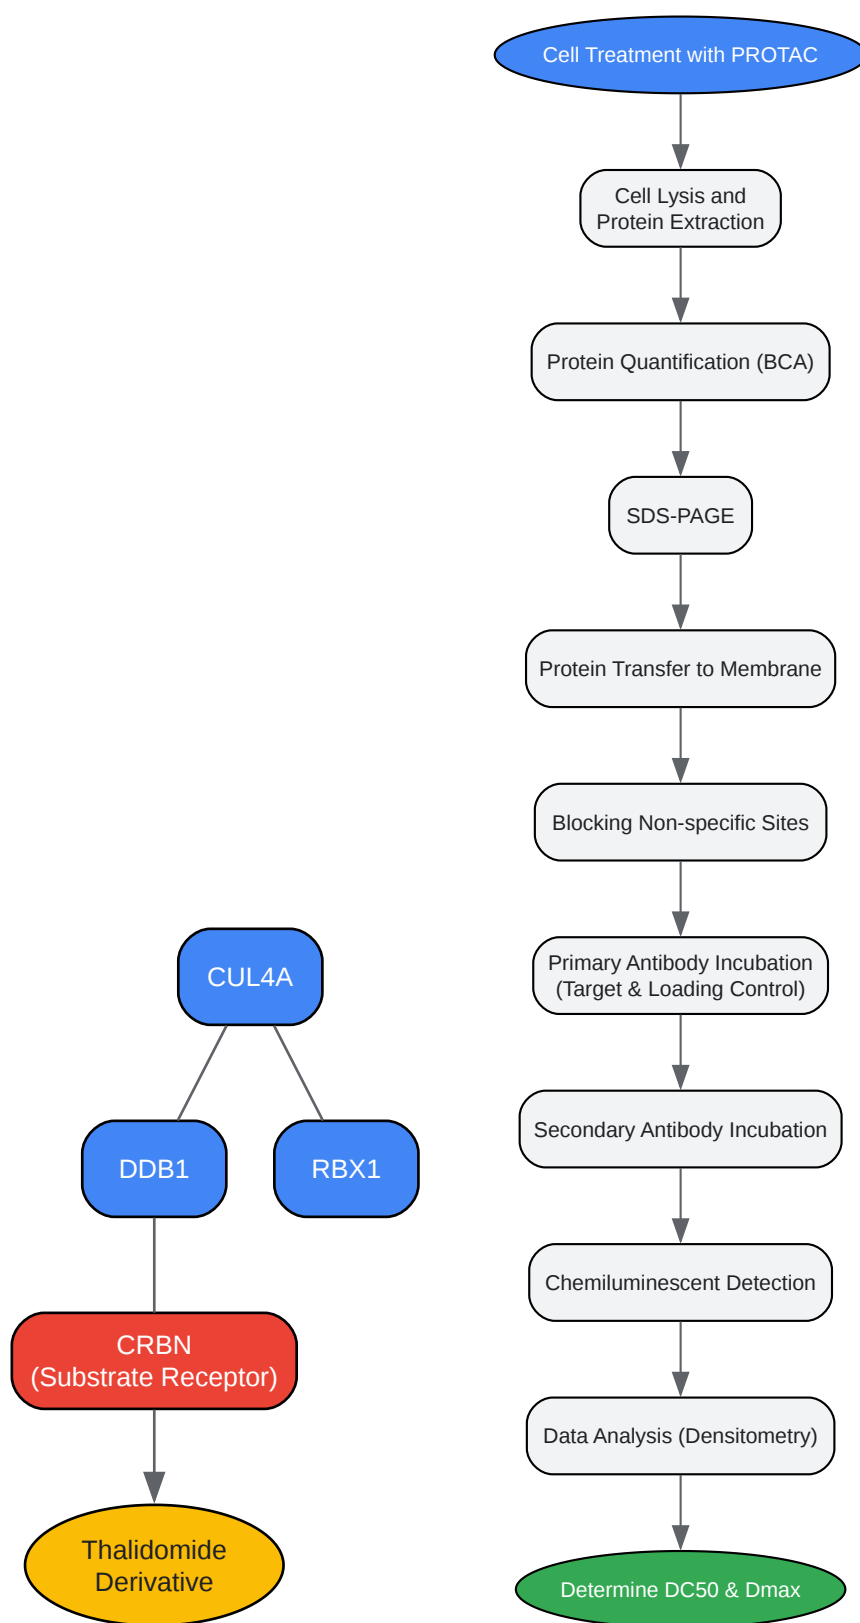 Cell Treatment with PROTAC
Cell Lysis and
Protein Extraction
Protein Quantification (BCA)
SDS-PAGE
Protein Transfer to Membrane
Blocking Non-specific Sites
Primary Antibody Incubation
(Target & Loading Control)
Secondary Antibody Incubation
Chemiluminescent Detection
Data Analysis (Densitometry)
Determine DC50 & Dmax
CUL4A
DDB1
RBX1
CRBN
(Substrate Receptor)
Thalidomide
Derivative